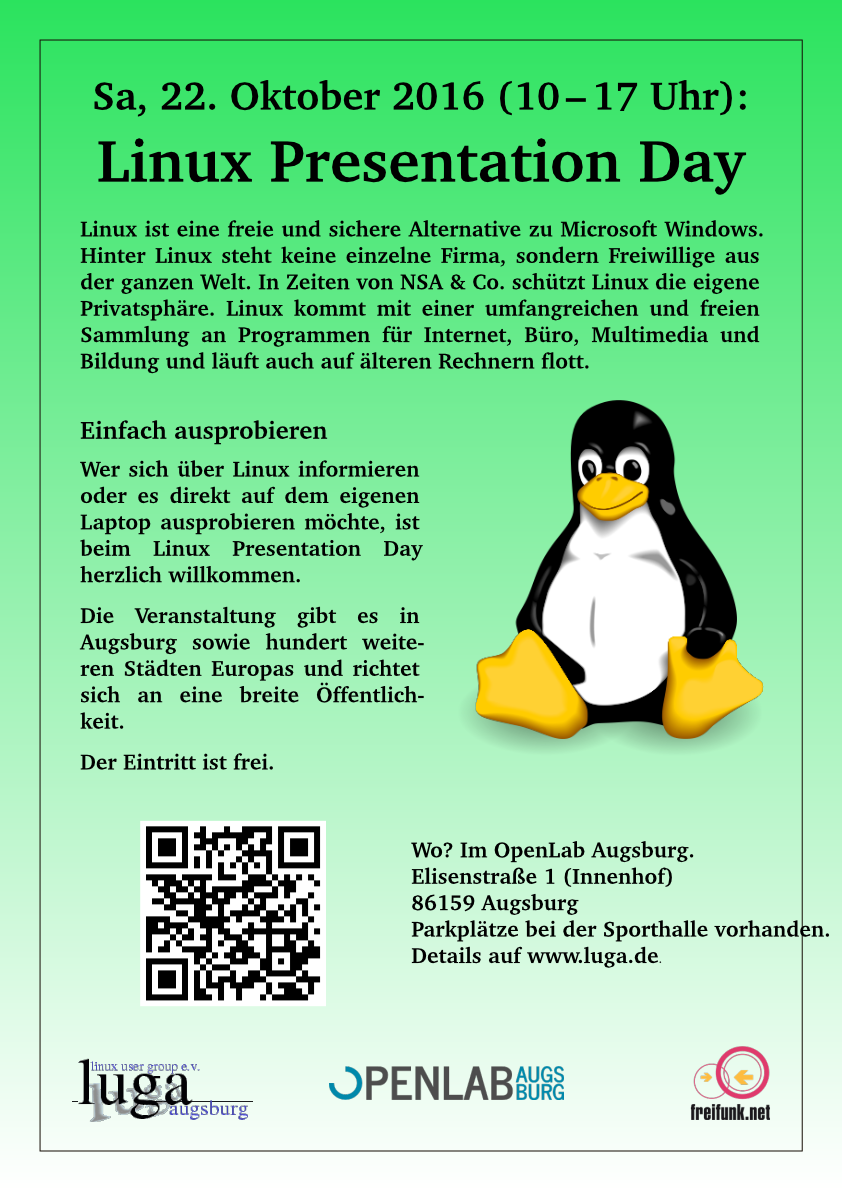 Sa, 22. Oktober 2016 (10 – 17 Uhr):
Linux Presentation Day
Linux ist eine freie und sichere Alternative zu Microsoft Windows.
Hinter Linux steht keine einzelne Firma, sondern Freiwillige aus
der ganzen Welt. In Zeiten von NSA & Co. schützt Linux die eigene
Privatsphäre. Linux kommt mit einer umfangreichen und freien
Sammlung an Programmen für Internet, Büro, Multimedia und
Bildung und läuft auch auf älteren Rechnern flott.
Einfach ausprobieren
Wer sich über Linux informieren
oder es direkt auf dem eigenen
Laptop ausprobieren möchte, ist
beim Linux Presentation Day
herzlich willkommen.
Die Veranstaltung gibt es in
Augsburg sowie hundert weite-
ren Städten Europas und richtet
sich an eine breite Öffentlich-
keit.
Der Eintritt ist frei.
Wo? Im OpenLab Augsburg.
Elisenstraße 1 (Innenhof)
86159 Augsburg
Parkplätze bei der Sporthalle vorhanden.
Details auf www.luga.de.
linux user group e.v.
luga
augsburg
OPENLAB AUGS
BURG
freifunk.net